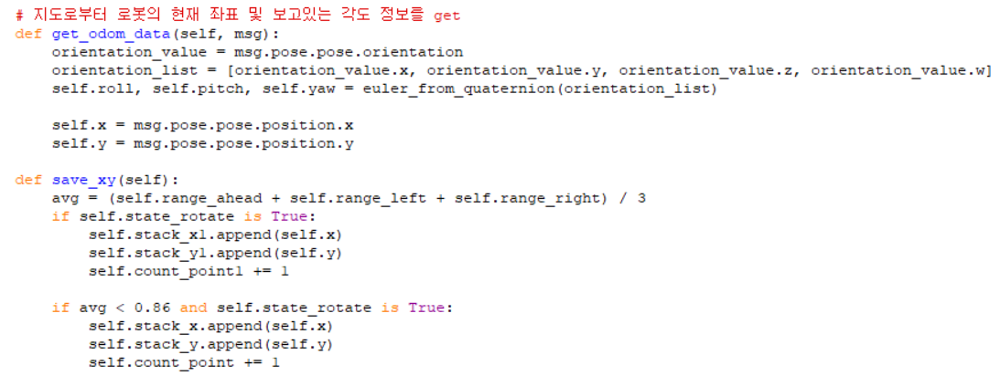 # 지도로부터 로봇의 현재 좌표 및 보고있는 각도 정보를 get
def get_odom_data(self, msg):
    orientation_value = msg.pose.pose.orientation
    orientation_list = [orientation_value.x, orientation_value.y, orientation_value.z, orientation_value.w]
    self.roll, self.pitch, self.yaw = euler_from_quaternion(orientation_list)

    self.x = msg.pose.pose.position.x
    self.y = msg.pose.pose.position.y

def save_xy(self):
    avg = (self.range_ahead + self.range_left + self.range_right) / 3
    if self.state_rotate is True:
        self.stack_x1.append(self.x)
        self.stack_y1.append(self.y)
        self.count_point1 += 1

    if avg < 0.86 and self.state_rotate is True:
        self.stack_x.append(self.x)
        self.stack_y.append(self.y)
        self.count_point += 1